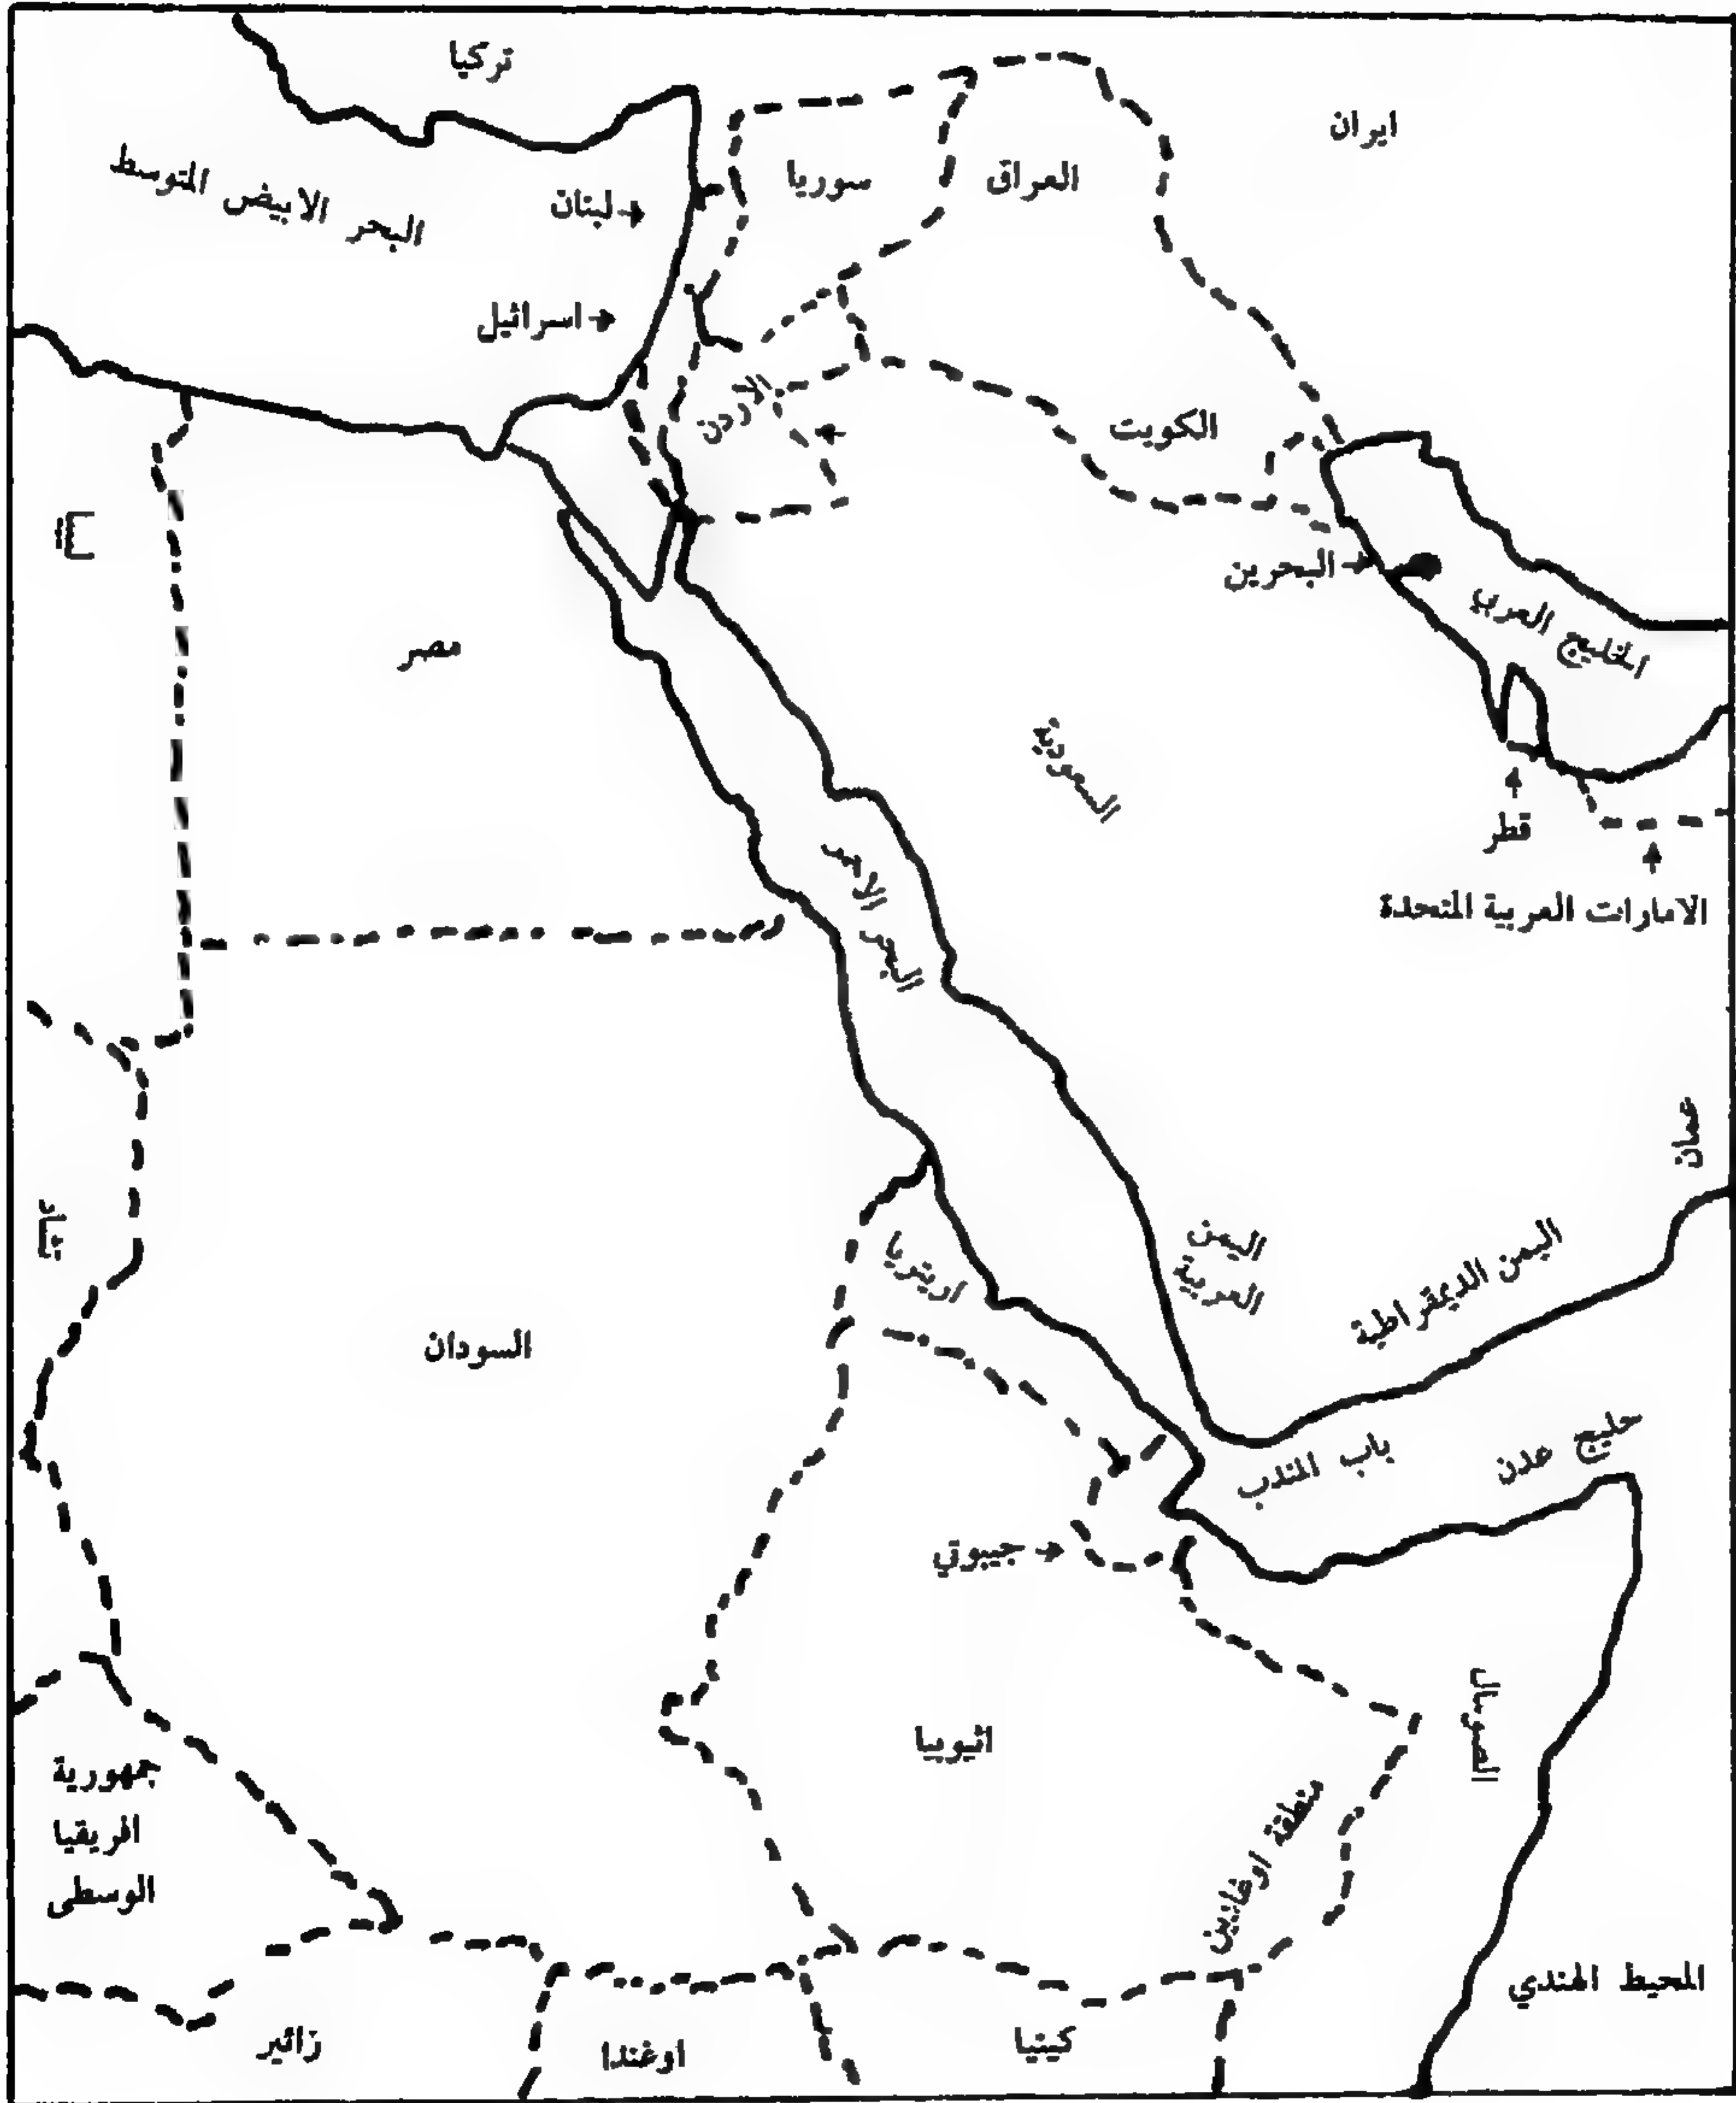 تركيا
ايران
البحر الابيض المتوسط
لبنان
سوريا
العراق
اسرائيل
الاردن
الكويت
البحرين
الخليج العربي
مصر
السعودية
قطر
الامارات العربية المتحدة
البحر الاحمر
عمان
تشاد
اليمن
العربية
اريتريا
اليمن الديمقراطية
السودان
باب المندب
خليج عدن
جيبوتي
الصومال
اثيوبيا
جمهورية
افريقيا
الوسطى
منطقة اوغادين
المحيط الهندي
زائير
اوغندا
كينيا